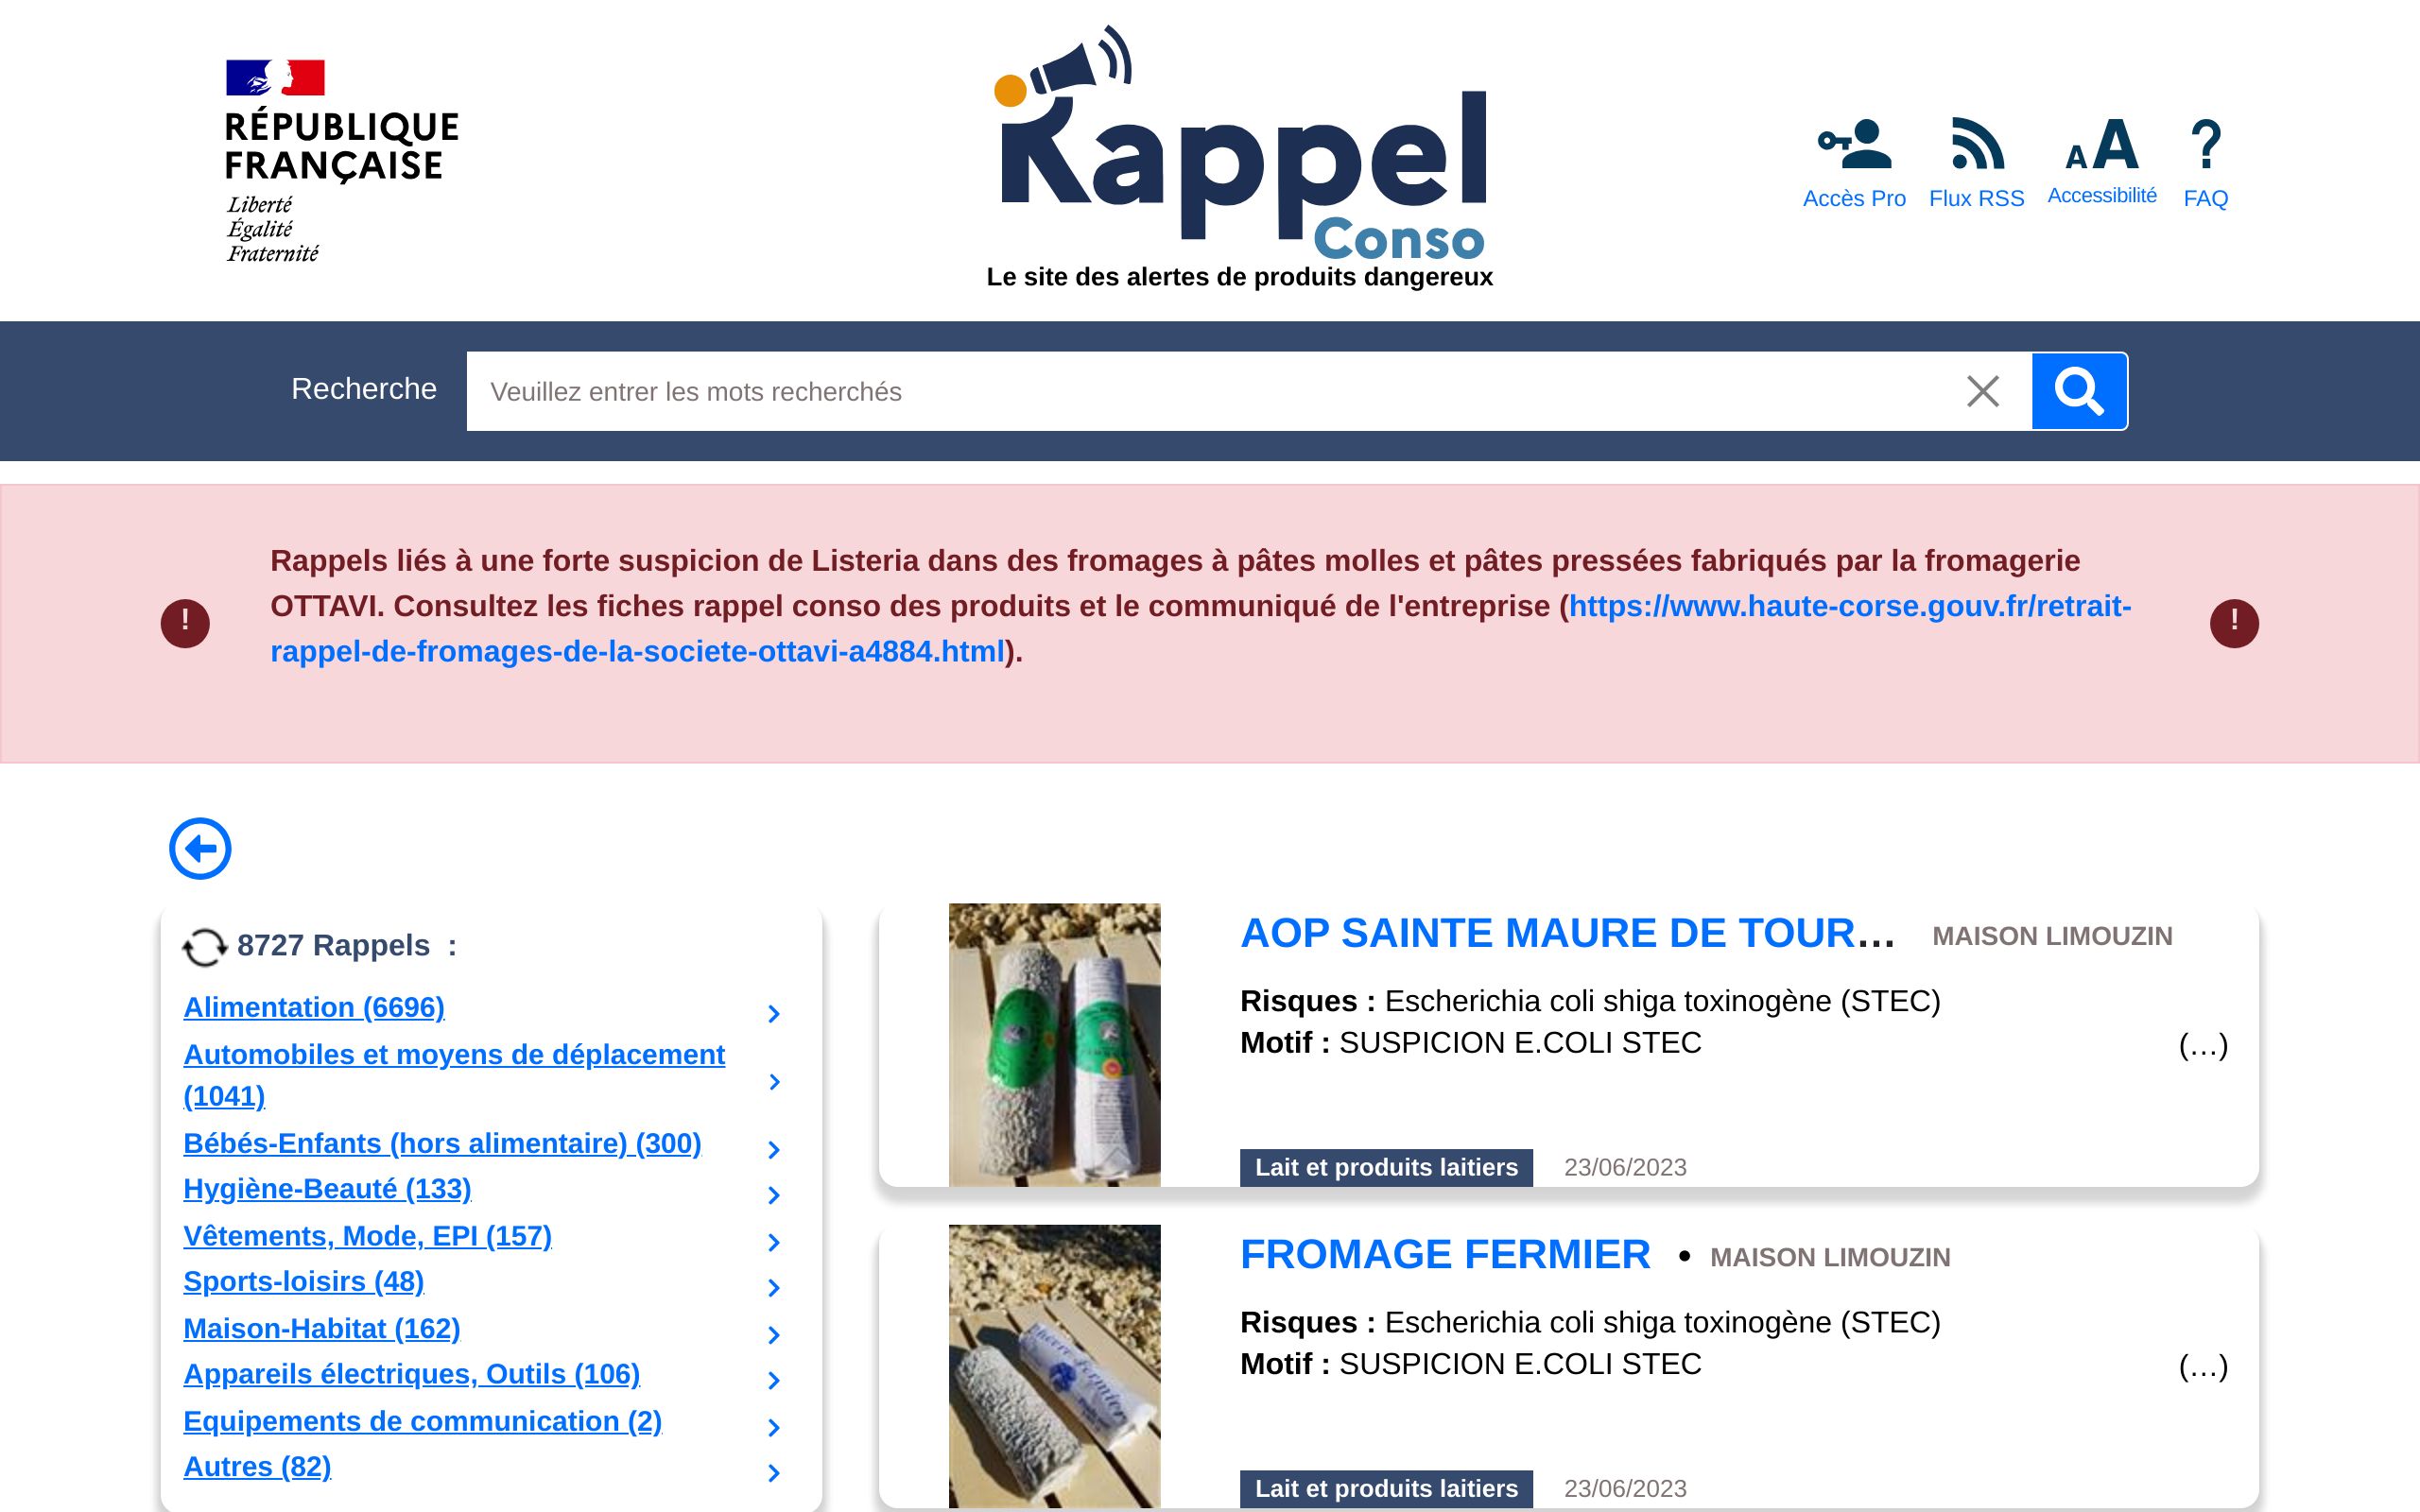 RÉPUBLIQUE
FRANÇAISE
Liberté
Égalité
Fraternité
Rappel
Conso
Le site des alertes de produits dangereux
Accès Pro
Flux RSS
AA
Accessibilité
?
FAQ
Recherche
Veuillez entrer les mots recherchés
Rappels liés à une forte suspicion de Listeria dans des fromages à pâtes molles et pâtes pressées fabriqués par la fromagerie
OTTAVI. Consultez les fiches rappel conso des produits et le communiqué de l'entreprise (https://www.haute-corse.gouv.fr/retrait-
rappel-de-fromages-de-la-societe-ottavi-a4884.html).
!
!
8727 Rappels :
Alimentation (6696)
Automobiles et moyens de déplacement
(1041)
Bébés-Enfants (hors alimentaire) (300)
Hygiène-Beauté (133)
Vêtements, Mode, EPI (157)
Sports-loisirs (48)
Maison-Habitat (162)
Appareils électriques, Outils (106)
Equipements de communication (2)
Autres (82)
AOP SAINTE MAURE DE TOUR… MAISON LIMOUZIN
Risques : Escherichia coli shiga toxinogène (STEC)
Motif : SUSPICION E.COLI STEC
(…)
Lait et produits laitiers 23/06/2023
FROMAGE FERMIER • MAISON LIMOUZIN
Risques : Escherichia coli shiga toxinogène (STEC)
Motif : SUSPICION E.COLI STEC
(…)
Lait et produits laitiers 23/06/2023